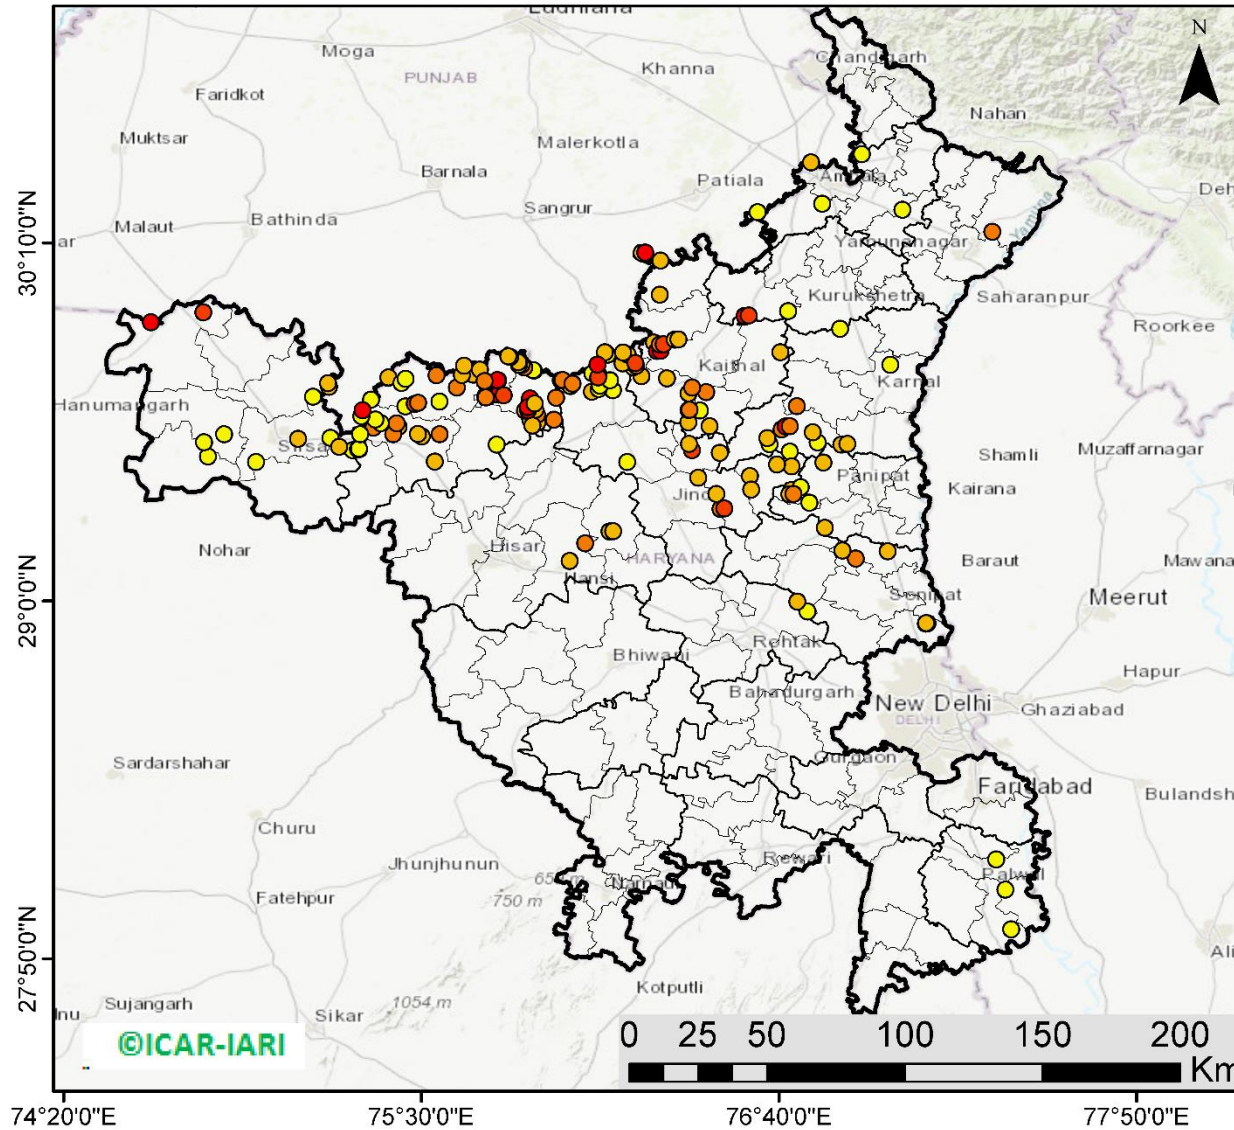 Ludhiana
N
Moga
Chandigarh
Khanna
PUNJAB
Faridkot
Nahan
Muktsar
Malerkotla
Barnala
Patiala
Ambala
Sangrur
Malaut
Bathinda
Yamuna
Yamunanagar
30°10'0"N
Kurukshetra
Saharanpur
Roorkee
Kaithal
Karnal
Hanumangarh
Sirsa
Shamli
Muzaffarnagar
Panipat
Kairana
Jind
Nohar
Hisar
HARYANA
Baraut
Mawana
Hansi
29°0'0"N
Sonipat
Meerut
Rohtak
Bhiwani
Hapur
Bahadurgarh
New Delhi
DELHI
Ghaziabad
Sardarshahar
Gurgaon
Faridabad
Bulandsh
Churu
Rewari
Jhunjhunun
Palwal
Narnaul
750 m
Fatehpur
27°50'0"N
Kotputli
Sujangarh
1054 m
Sikar
©ICAR-IARI
0 25 50 100 150 200
Km
74°20'0"E 75°30'0"E 76°40'0"E 77°50'0"E